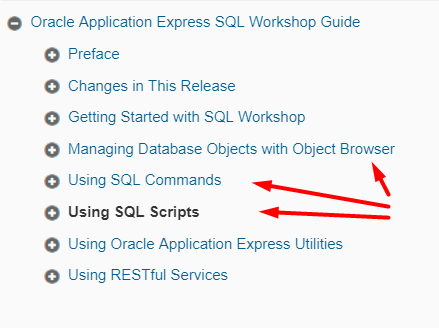 Oracle Application Express SQL Workshop Guide
Preface
Changes in This Release
Getting Started with SQL Workshop
Managing Database Objects with Object Browser
Using SQL Commands
Using SQL Scripts
Using Oracle Application Express Utilities
Using RESTful Services